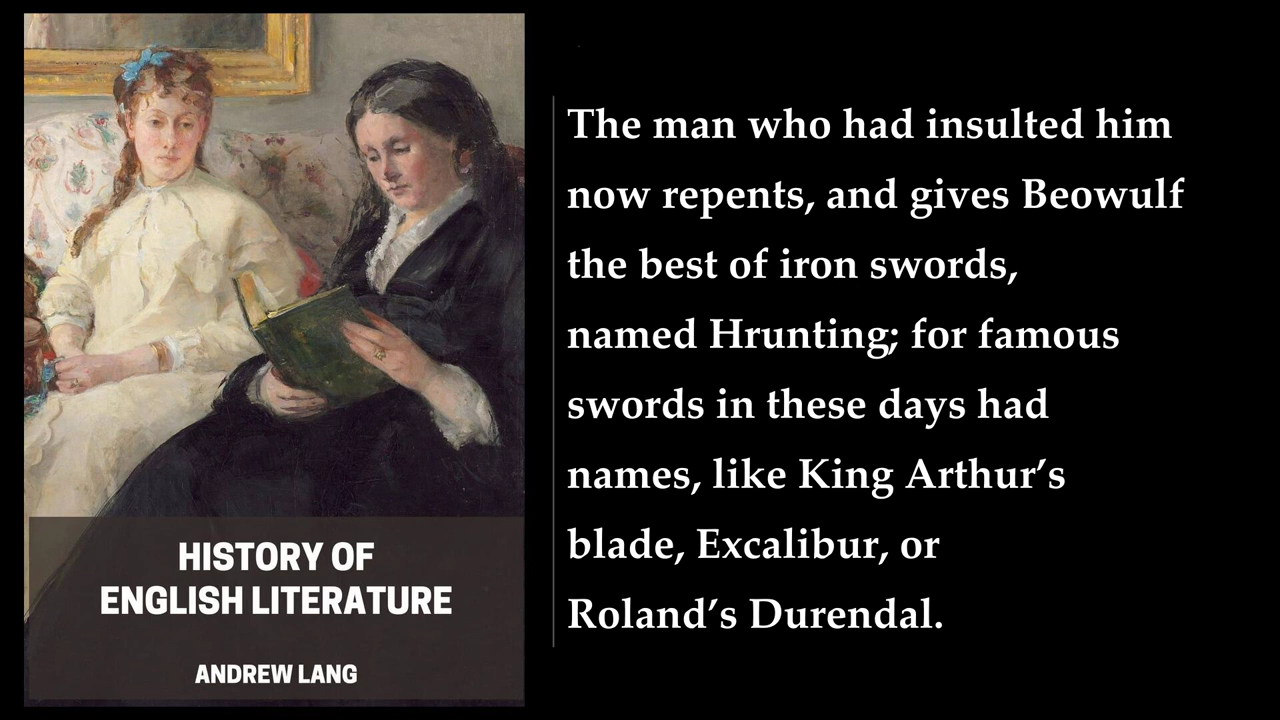 HISTORY OF
ENGLISH LITERATURE
ANDREW LANG
The man who had insulted him
now repents, and gives Beowulf
the best of iron swords,
named Hrunting; for famous
swords in these days had
names, like King Arthur’s
blade, Excalibur, or
Roland’s Durendal.